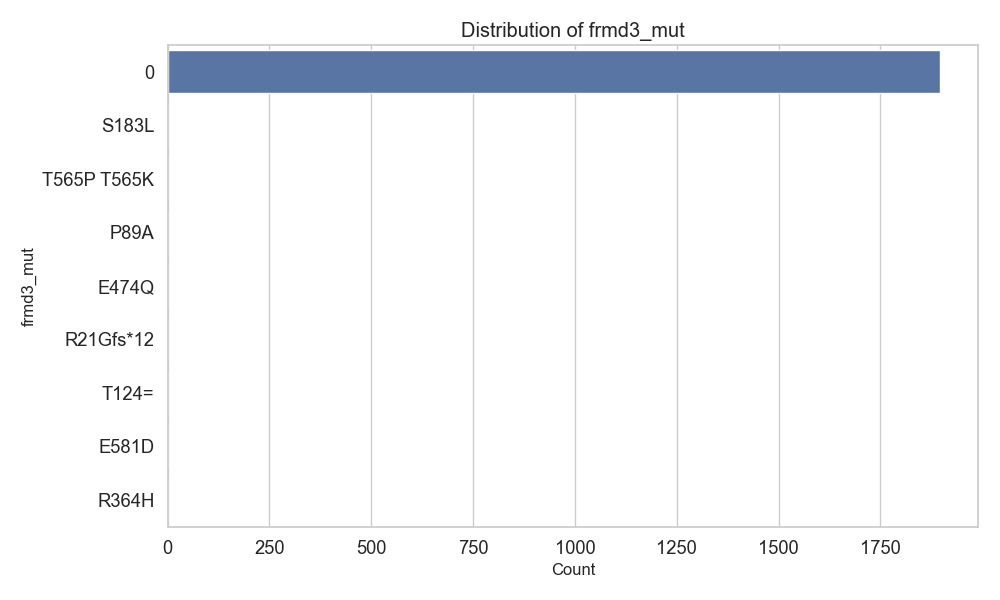 Distribution of frmd3_mut
frmd3_mut
0
S183L
T565P T565K
P89A
E474Q
R21Gfs*12
T124=
E581D
R364H
0 250 500 750 1000 1250 1500 1750
Count